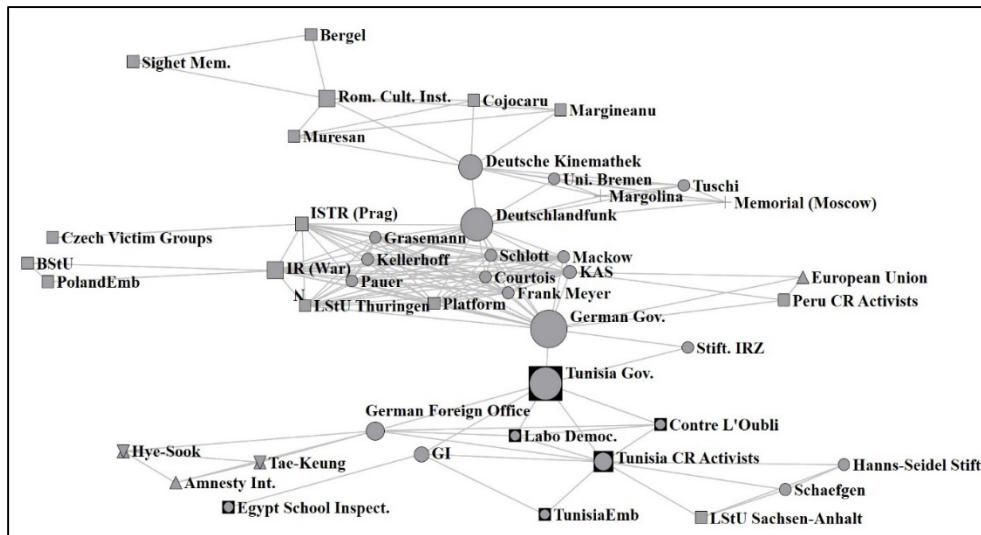 Bergel
Sighet Mem.
Rom. Cult. Inst.
Cojocaru
Margineanu
Muresan
Deutsche Kinemathek
Uni. Bremen
Tuschi
Margolina
Memorial (Moscow)
ISTR (Prag)
Deutschlandfunk
Czech Victim Groups
Grasemann
Schlott
Mackow
BStU
IR (War)
Kellerhoff
KAS
PolandEmb
Pauer
Courtois
European Union
N
Frank Meyer
LStU Thuringen
Platform
Peru CR Activists
German Gov.
Stift. IRZ
Tunisia Gov.
German Foreign Office
Contre L'Oubli
Labo Democ.
Hye-Sook
GI
Tunisia CR Activists
Tae-Keung
Hanns-Seidel Stift
Amnesty Int.
Schaefgen
Egypt School Inspect.
TunisiaEmb
LStU Sachsen-Anhalt